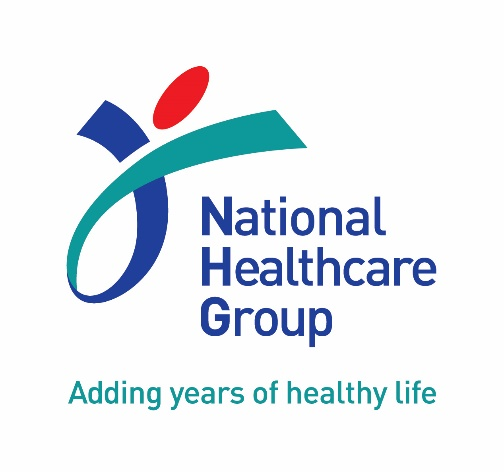 National
Healthcare
Group
Adding years of healthy life